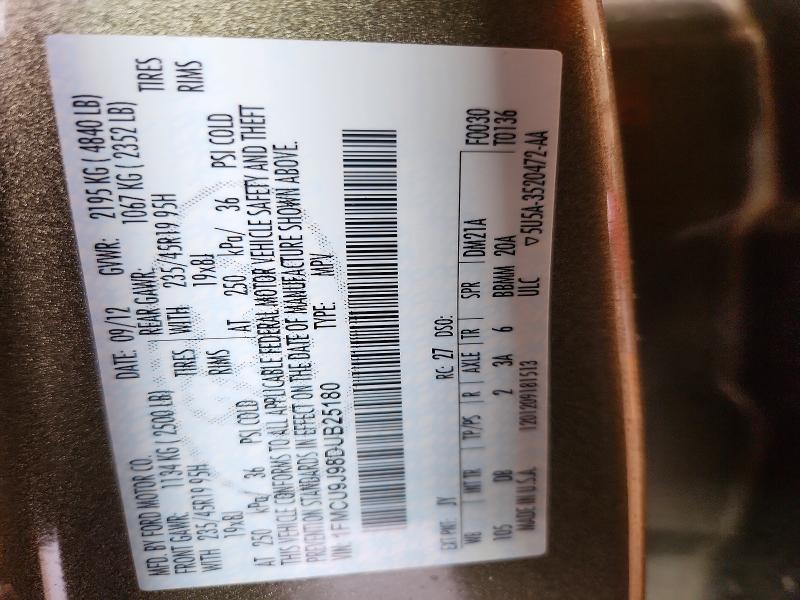 MFD. BY FORD MOTOR CO.
DATE: 09/12 GVWR: 2195 KG ( 4840 LB)
FRONT GAWR: 1134 KG ( 2500 LB) REAR GAWR: 1067 KG ( 2352 LB)
WITH 235/45R19 95H TIRES WITH 235/45R19 95H TIRES
19x8J RIMS 19x8J RIMS
AT 250 kPa/ 36 PSI COLD AT 250 kPa/ 36 PSI COLD
THIS VEHICLE CONFORMS TO ALL APPLICABLE FEDERAL MOTOR VEHICLE SAFETY AND THEFT
PREVENTION STANDARDS IN EFFECT ON THE DATE OF MANUFACTURE SHOWN ABOVE.
VIN: 1FMCU9J98DUB25180 TYPE: MPV
EXT PNT: JY RC: 27 DSO: F0030
WB INT TR TP/PS R AXLE TR SPR DM21A T0136
105 DB 2 3A 6 BBMM 20A
MADE IN U.S.A. 1201209181513 ULC ▽5U5A-3520472-AA